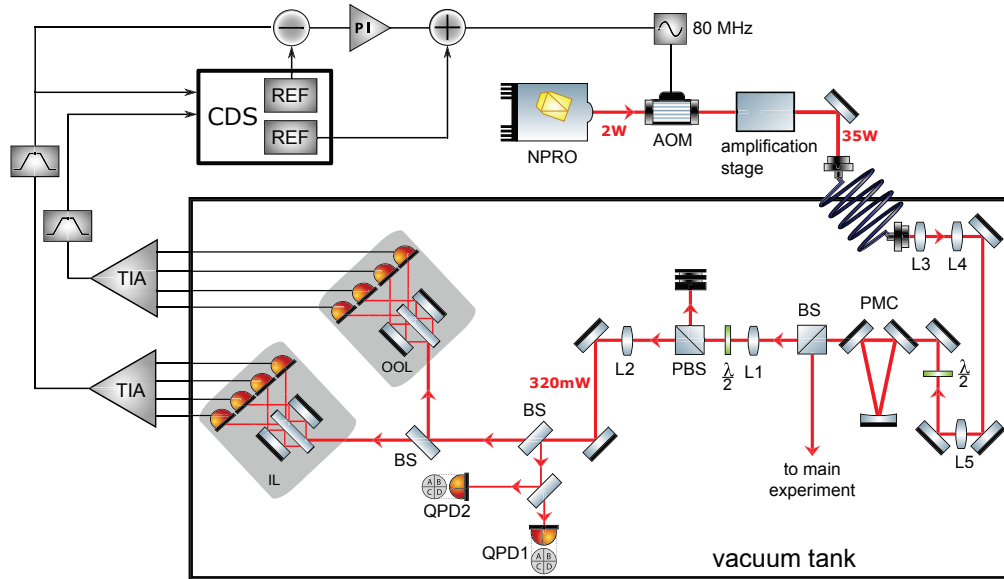 PI
80 MHz
REF
CDS
REF
NPRO
2W
AOM
amplification
stage
35W
L3
L4
TIA
OOL
BS
PMC
L2
PBS
λ
2
L1
λ
2
320mW
TIA
BS
BS
L5
IL
to main
experiment
A B
C D
QPD2
QPD1
A B
C D
vacuum tank